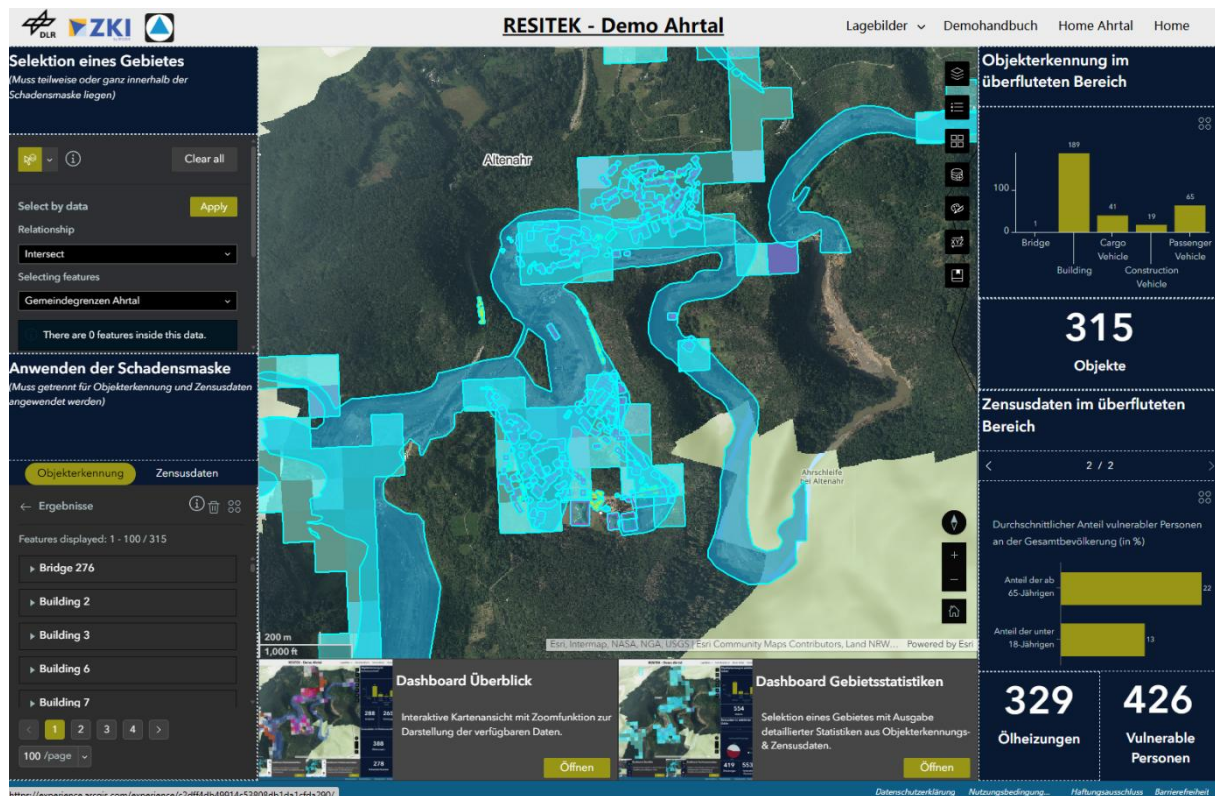 DLR
ZKI
RESITEK - Demo Ahrtal
Lagebilder
Demohandbuch
Home Ahrtal
Home
Selektion eines Gebietes
(Muss teilweise oder ganz innerhalb der
Schadensmaske liegen)
Clear all
Select by data
Apply
Relationship
Intersect
Selecting features
Gemeindegrenzen Ahrtal
There are 0 features inside this data.
Anwenden der Schadensmaske
(Muss getrennt für Objekterkennung und Zensusdaten
angewendet werden)
Objekterkennung
Zensusdaten
Ergebnisse
Features displayed: 1 - 100 / 315
Bridge 276
Building 2
Building 3
Building 6
Building 7
1
2
3
4
100 /page
Altenahr
Ahrschleife
bei Altenahr
200 m
1,000 ft
Esri, Intermap, NASA, NGA, USGS | Esri Community Maps Contributors, Land NRW...
Powered by Esri
Dashboard Überblick
Interaktive Kartenansicht mit Zoomfunktion zur
Darstellung der verfügbaren Daten.
Öffnen
Dashboard Gebietsstatistiken
Selektion eines Gebietes mit Ausgabe
detaillierter Statistiken aus Objekterkennungs-
& Zensusdaten.
Öffnen
Objekterkennung im
überfluteten Bereich
189
100
65
41
19
1
0
Bridge
Building
Cargo
Vehicle
Construction
Vehicle
Passenger
Vehicle
315
Objekte
Zensusdaten im überfluteten
Bereich
2 / 2
Durchschnittlicher Anteil vulnerabler Personen
an der Gesamtbevölkerung (in %)
Anteil der ab
65-Jährigen
22
Anteil der unter
18-Jährigen
13
329
Ölheizungen
426
Vulnerable
Personen
Datenschutzerklärung
Nutzungsbedingung...
Haftungsausschluss
Barrierefreiheit